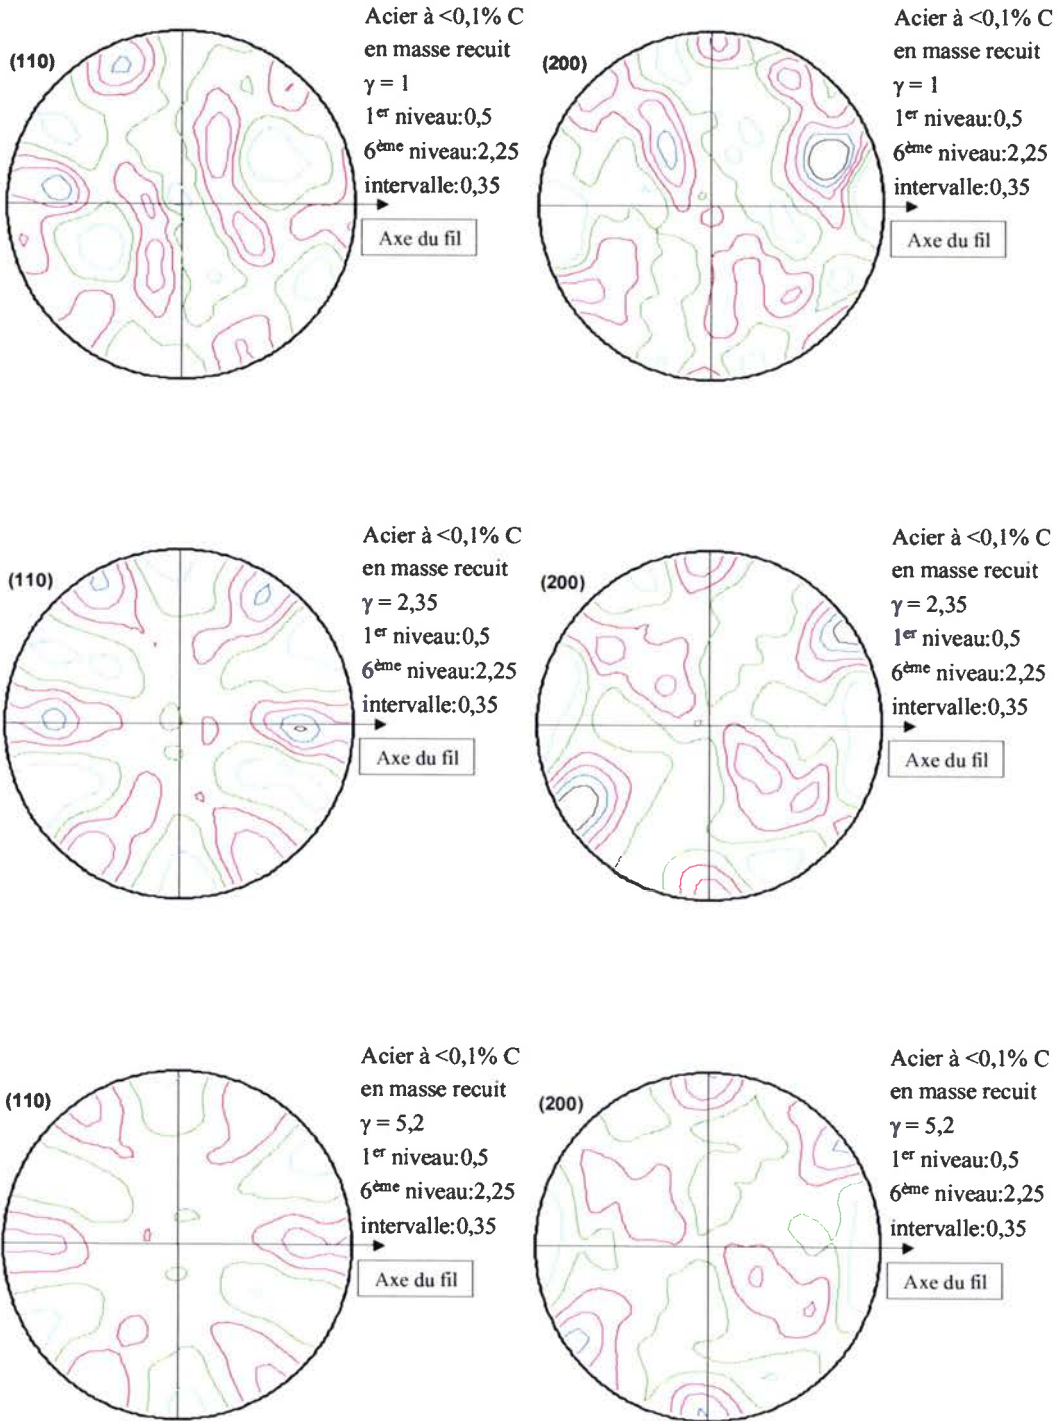 (110)
Acier à <0,1% C
en masse recuit
γ = 1
1er niveau:0,5
6ème niveau:2,25
intervalle:0,35
Axe du fil
(200)
Acier à <0,1% C
en masse recuit
γ = 1
1er niveau:0,5
6ème niveau:2,25
intervalle:0,35
Axe du fil
(110)
Acier à <0,1% C
en masse recuit
γ = 2,35
1er niveau:0,5
6ème niveau:2,25
intervalle:0,35
Axe du fil
(200)
Acier à <0,1% C
en masse recuit
γ = 2,35
1er niveau:0,5
6ème niveau:2,25
intervalle:0,35
Axe du fil
(110)
Acier à <0,1% C
en masse recuit
γ = 5,2
1er niveau:0,5
6ème niveau:2,25
intervalle:0,35
Axe du fil
(200)
Acier à <0,1% C
en masse recuit
γ = 5,2
1er niveau:0,5
6ème niveau:2,25
intervalle:0,35
Axe du fil